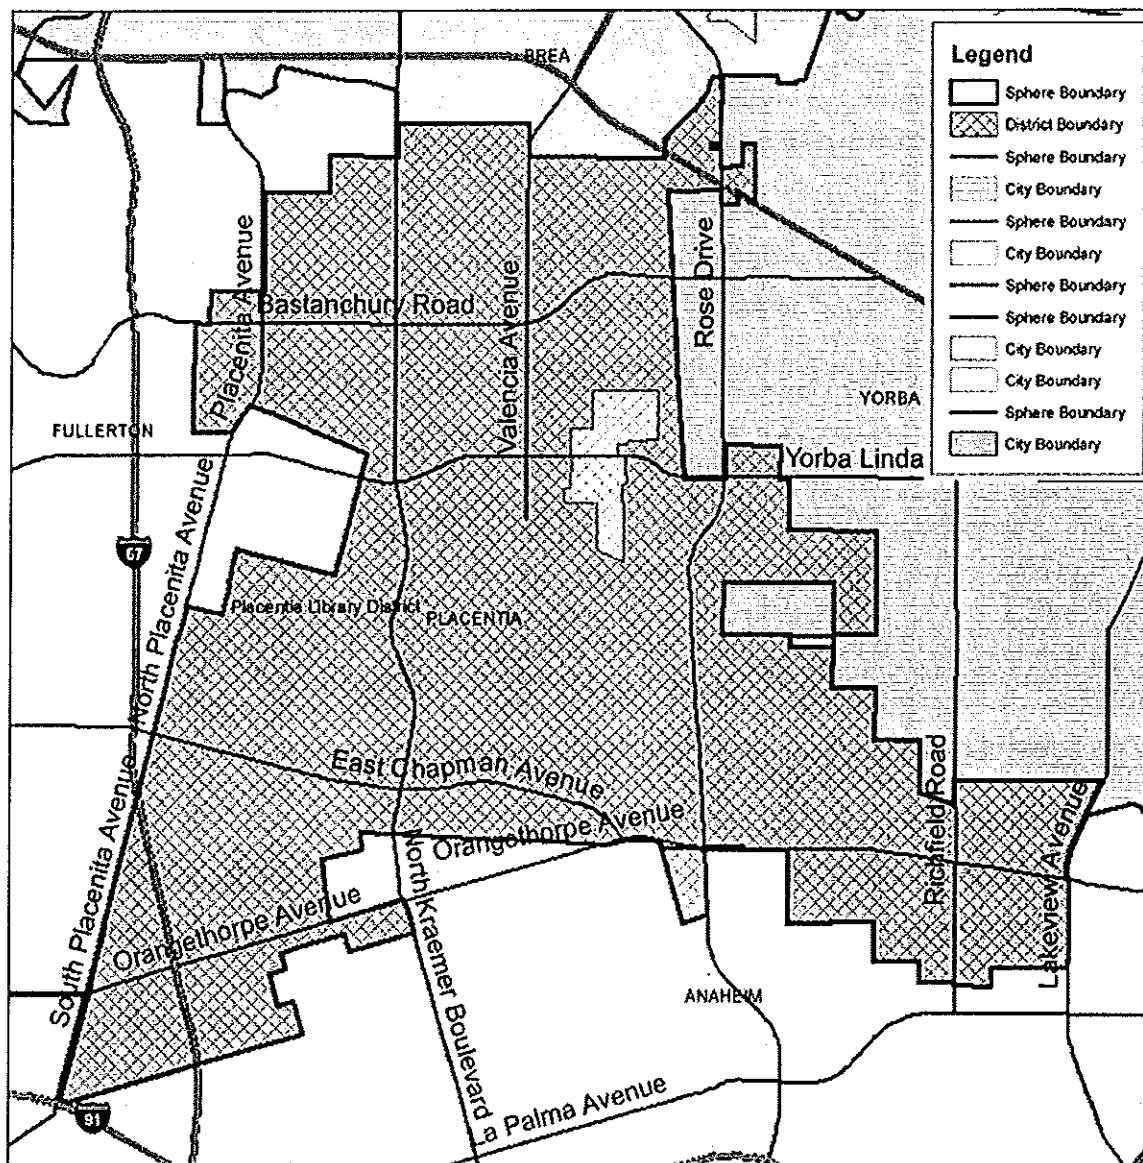 BREA
Legend
Sphere Boundary
District Boundary
Sphere Boundary
City Boundary
Sphere Boundary
City Boundary
Sphere Boundary
Sphere Boundary
City Boundary
City Boundary
Sphere Boundary
City Boundary
Placenita Avenue
Bastanchury Road
Valencia Avenue
Rose Drive
YORBA
FULLERTON
Yorba Linda
North Placenita Avenue
Placentia Library District
PLACENTIA
East Chapman Avenue
Orangethorpe Avenue
Richfield Road
Lakeview Avenue
South Placenita Avenue
Orangethorpe Avenue
North Kraemer Boulevard
ANAHEIM
a Palma Avenue
91